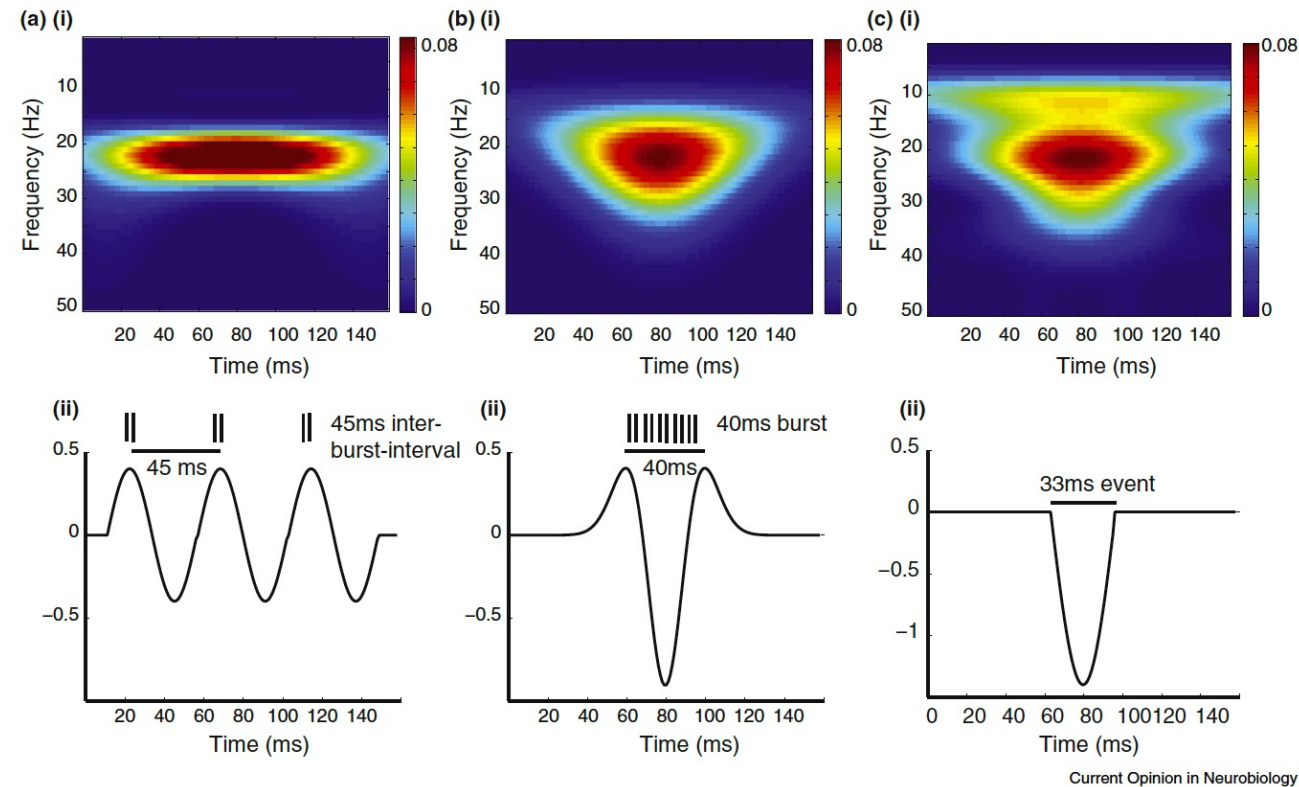 (a) (i)
(b) (i)
(c) (i)
Frequency (Hz)
10
20
30
40
50
20 40 60 80 100 120 140
Time (ms)
0.08
0
Frequency (Hz)
10
20
30
40
50
20 40 60 80 100 120 140
Time (ms)
0.08
0
Frequency (Hz)
10
20
30
40
50
20 40 60 80 100 120 140
Time (ms)
0.08
0
(ii)
45ms inter-
burst-interval
45 ms
0.5
0
−0.5
20 40 60 80 100 120 140
Time (ms)
(ii)
40ms burst
40ms
0.5
0
−0.5
20 40 60 80 100 120 140
Time (ms)
(ii)
33ms event
0.5
0
−0.5
−1
0 20 40 60 80 100120 140
Time (ms)
Current Opinion in Neurobiology